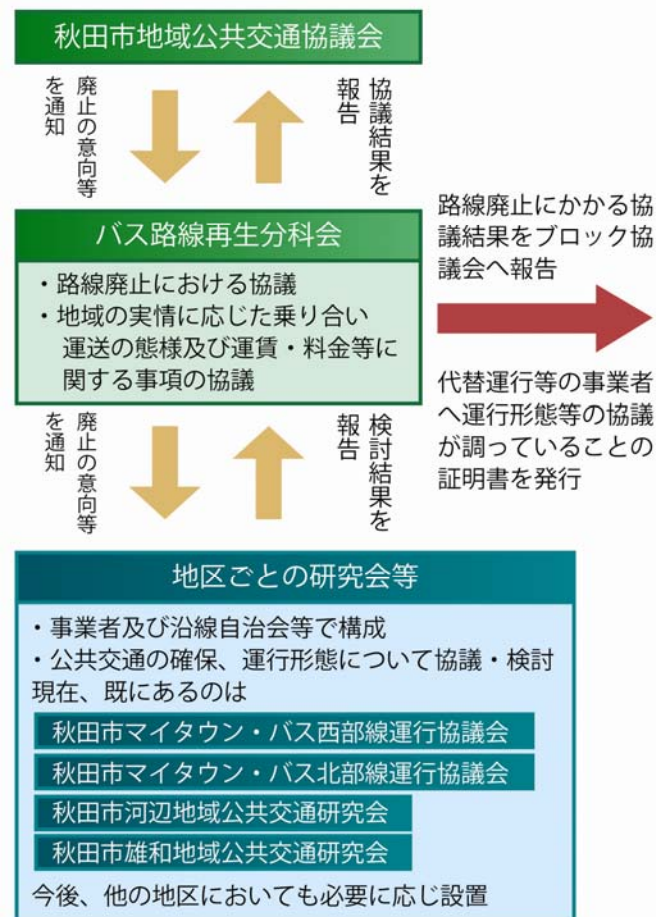 秋田市地域公共交通協議会
廃止の意向等
を通知
協議結果を
報告
バス路線再生分科会
・路線廃止における協議
・地域の実情に応じた乗り合い
運送の態様及び運賃・料金等に
関する事項の協議
路線廃止にかかる協
議結果をブロック協
議会へ報告
代替運行等の事業者
へ運行形態等の協議
が調っていることの
証明書を発行
廃止の意向等
を通知
検討結果を
報告
地区ごとの研究会等
・事業者及び沿線自治会等で構成
・公共交通の確保、運行形態について協議・検討
現在、既にあるのは
秋田市マイタウン・バス西部線運行協議会
秋田市マイタウン・バス北部線運行協議会
秋田市河辺地域公共交通研究会
秋田市雄和地域公共交通研究会
今後、他の地区においても必要に応じ設置